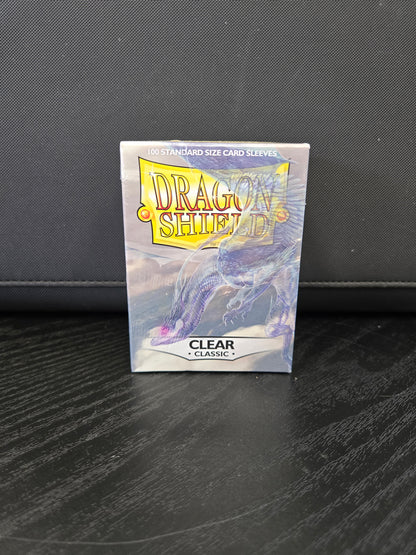 100 STANDARD SIZE CARD SLEEVES
DRAGON
SHIELD
CLEAR
• CLASSIC •